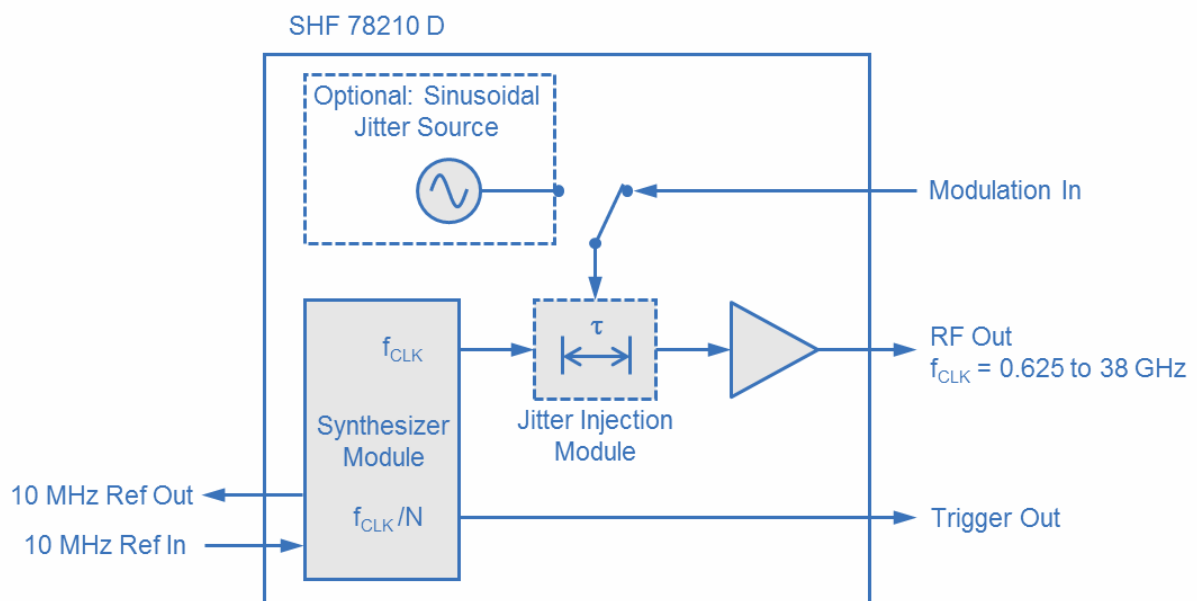 SHF 78210 D
Optional: Sinusoidal
Jitter Source
Modulation In
τ
fCLK
RF Out
fCLK = 0.625 to 38 GHz
Jitter Injection
Module
Synthesizer
Module
10 MHz Ref Out
fCLK/N
Trigger Out
10 MHz Ref In